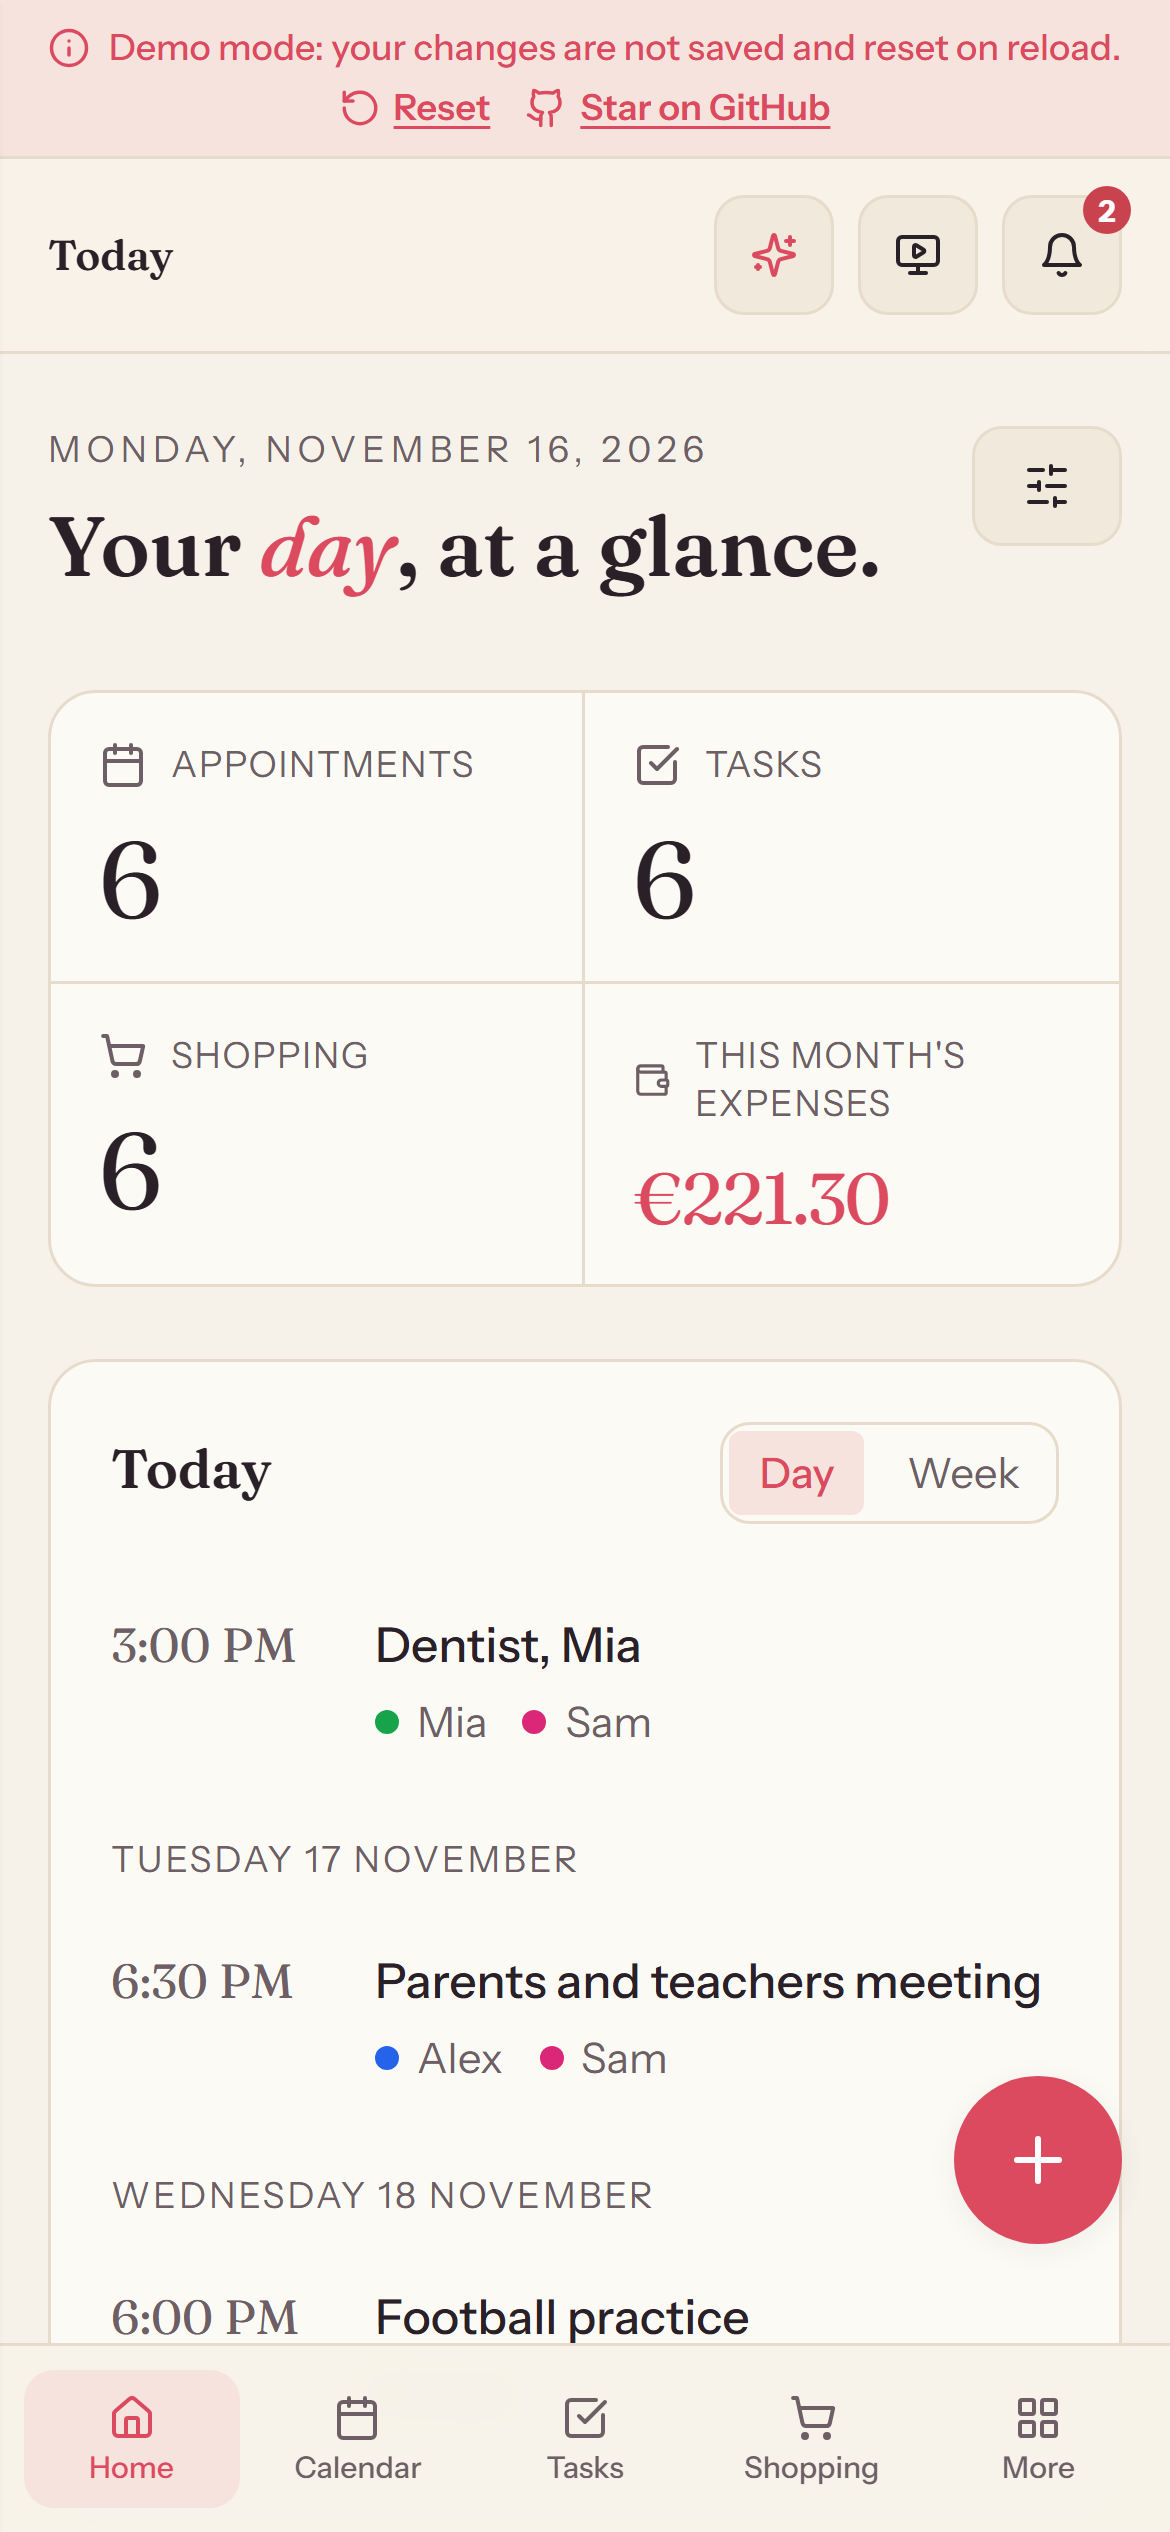 Demo mode: your changes are not saved and reset on reload.
Reset Star on GitHub
Today
2
MONDAY, NOVEMBER 16, 2026
Your day, at a glance.
APPOINTMENTS
6
TASKS
6
SHOPPING
6
THIS MONTH'S
EXPENSES
€221.30
Today
Day Week
3:00 PM Dentist, Mia
Mia Sam
TUESDAY 17 NOVEMBER
6:30 PM Parents and teachers meeting
Alex Sam
WEDNESDAY 18 NOVEMBER
6:00 PM Football practice
Home Calendar Tasks Shopping More